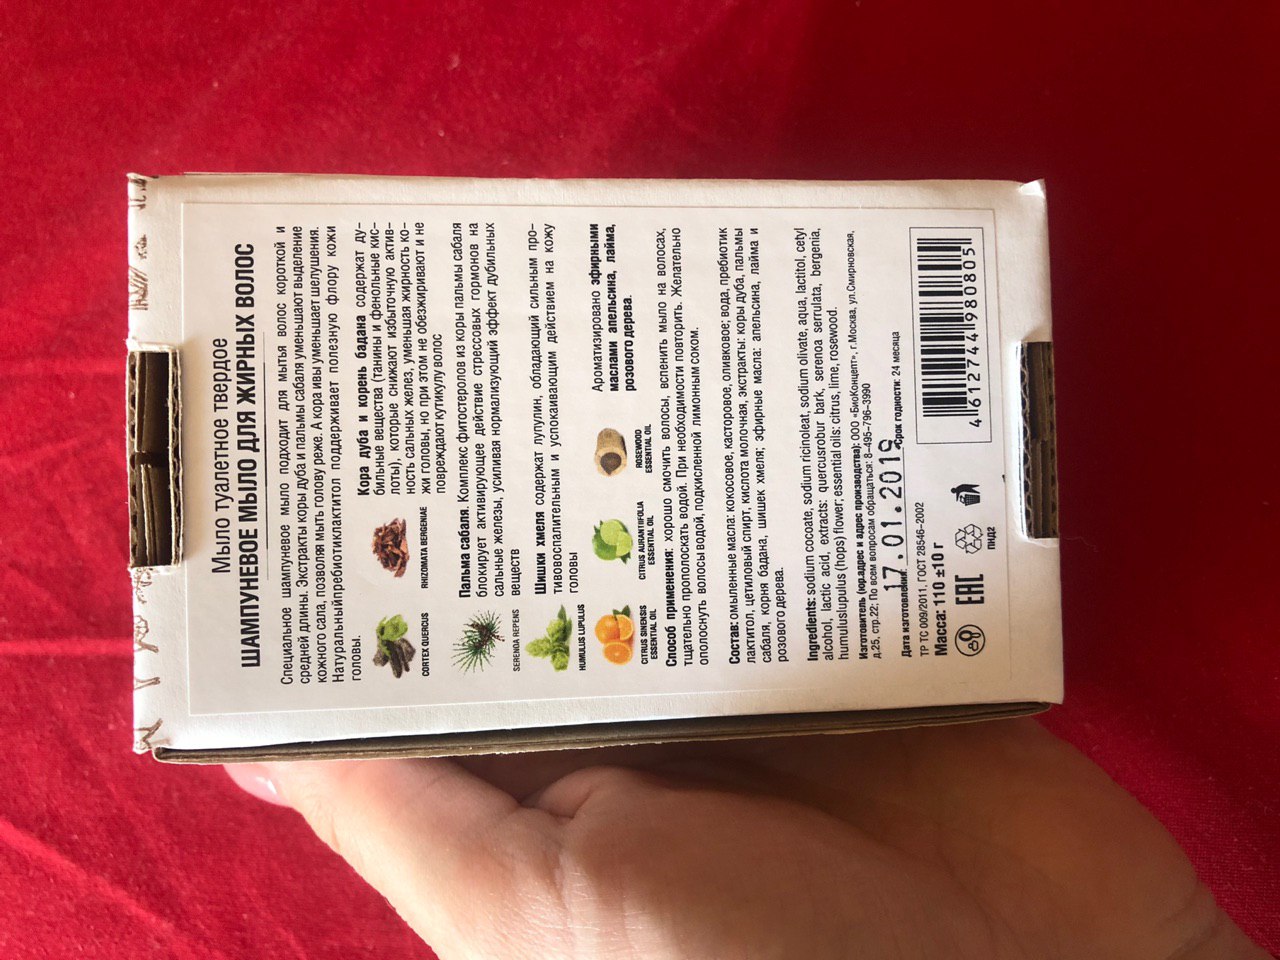 Мыло туалетное твердое
ШАМПУНЕВОЕ МЫЛО ДЛЯ ЖИРНЫХ ВОЛОС
Специальное шампуневое мыло подходит для мытья волос короткой и
средней длины. Экстракты коры дуба и пальмы сабаля уменьшают выделение
кожного сала, позволяя мыть голову реже. А кора ивы уменьшает шелушения.
Натуральныйпребиотиклактитол поддерживает полезную флору кожи
головы.
Кора дуба и корень бадана содержат ду-
бильные вещества (танины и фенольные кис-
лоты), которые снижают избыточную актив-
ность сальных желез, уменьшая жирность ко-
жи головы, но при этом не обезжиривают и не
повреждают кутикулу волос
CORTEX QUERCUS
RHIZOMATA BERGENIAE
Пальма сабаля. Комплекс фитостеролов из коры пальмы сабаля
блокирует активирующее действие стрессовых гормонов на
сальные железы, усиливая нормализующий эффект дубильных
веществ
SERENOA REPENS
Шишки хмеля содержат лупулин, обладающий сильным про-
тивовоспалительным и успокаивающим действием на кожу
головы
HUMULUS LUPULUS
Ароматизировано эфирными
маслами апельсина, лайма,
розового дерева.
CITRUS SINENSIS
ESSENTIAL OIL
CITRUS AURANTIFOLIA
ESSENTIAL OIL
ROSEWOOD
ESSENTIAL OIL
Способ применения: хорошо смочить волосы, вспенить мыло на волосах,
тщательно прополоскать водой. При необходимости повторить. Желательно
ополоснуть волосы водой, подкисленной лимонным соком.
Состав: омыленные масла: кокосовое, касторовое, оливковое; вода, пребиотик
лактитол, цетиловый спирт, кислота молочная, экстракты: коры дуба, пальмы
сабаля, корня бадана, шишек хмеля; эфирные масла: апельсина, лайма и
розового дерева.
Ingredients: sodium cocoate, sodium ricinoleat, sodium olivate, aqua, lactitol, cetyl
alcohol, lactic acid, extracts: quercusrobur bark, serenoa serrulata, bergenia,
humuluslupulus (hops) flower; essential oils: citrus, lime, rosewood.
Изготовитель (юр.адрес и адрес производства): ООО «БиоКонцепт», г.Москва, ул.Смирновская,
д.25, стр.22; По всем вопросам обращаться: 8-495-796-3990
Дата изготовления: 17.01.2019 Срок годности: 24 месяца
ТР ТС 009/2011, ГОСТ 28546-2002
Масса: 110 ±10 г
EAC
ПИД2
4 612744 980805